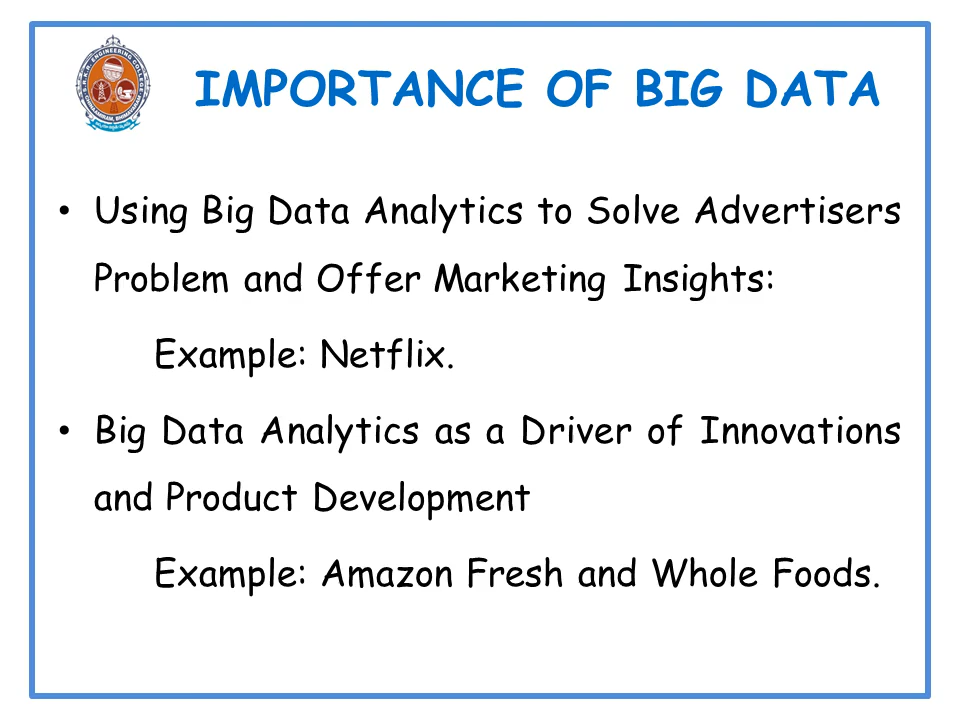 IMPORTANCE OF BIG DATA
• Using Big Data Analytics to Solve Advertisers
Problem and Offer Marketing Insights:
Example: Netflix.
• Big Data Analytics as a Driver of Innovations
and Product Development
Example: Amazon Fresh and Whole Foods.